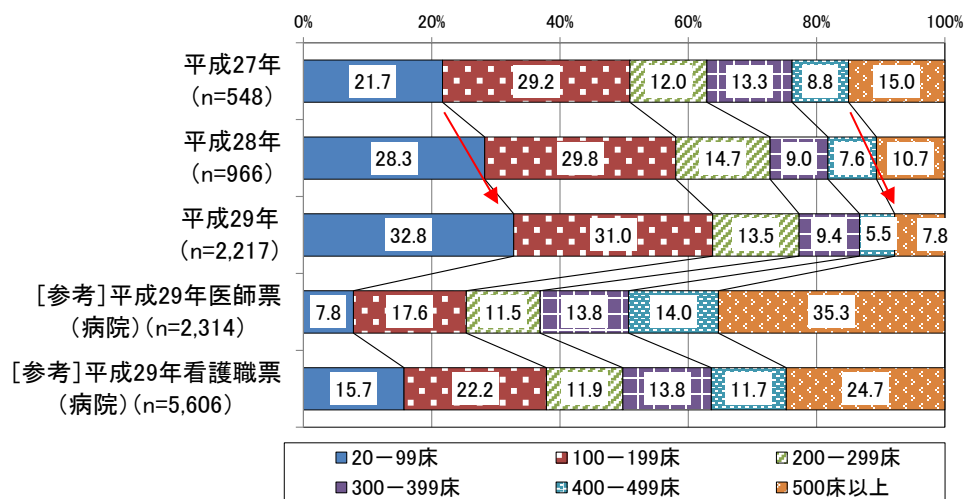 0% 20% 40% 60% 80% 100%
平成27年
(n=548)
21.7 29.2 12.0 13.3 8.8 15.0
平成28年
(n=966)
28.3 29.8 14.7 9.0 7.6 10.7
平成29年
(n=2,217)
32.8 31.0 13.5 9.4 5.5 7.8
[参考]平成29年医師票
(病院)(n=2,314)
7.8 17.6 11.5 13.8 14.0 35.3
[参考]平成29年看護職票
(病院)(n=5,606)
15.7 22.2 11.9 13.8 11.7 24.7
20－99床 100－199床 200－299床
300－399床 400－499床 500床以上